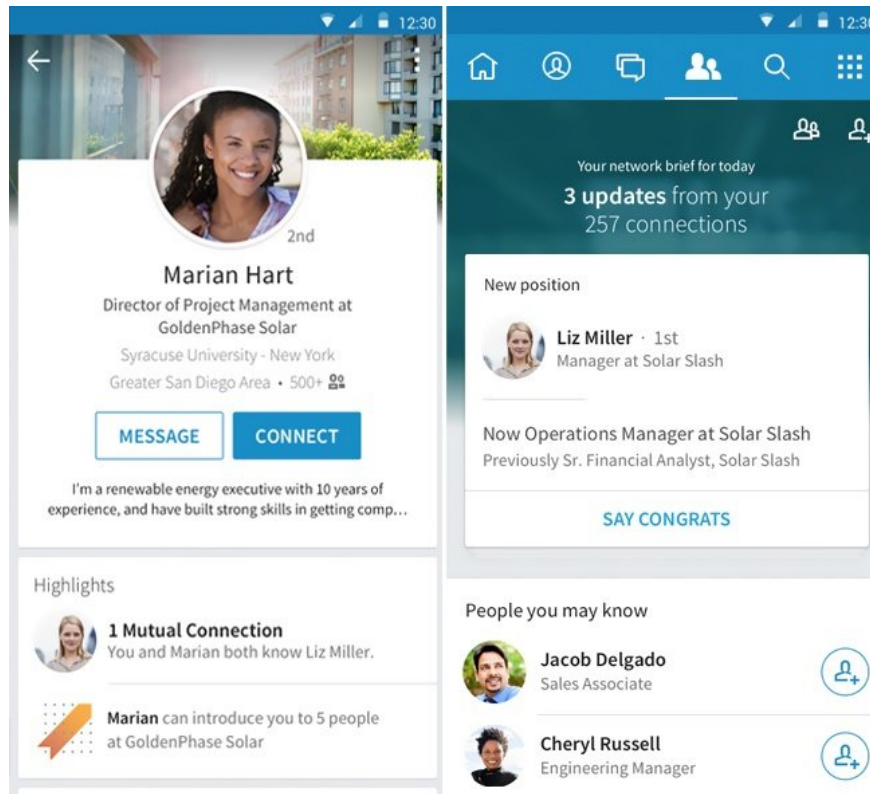 12:30
2nd
Marian Hart
Director of Project Management at
GoldenPhase Solar
Syracuse University - New York
Greater San Diego Area • 500+
MESSAGE
CONNECT
I'm a renewable energy executive with 10 years of
experience, and have built strong skills in getting comp...
Highlights
1 Mutual Connection
You and Marian both know Liz Miller.
Marian can introduce you to 5 people
at GoldenPhase Solar
12:30
Your network brief for today
3 updates from your
257 connections
New position
Liz Miller · 1st
Manager at Solar Slash
Now Operations Manager at Solar Slash
Previously Sr. Financial Analyst, Solar Slash
SAY CONGRATS
People you may know
Jacob Delgado
Sales Associate
Cheryl Russell
Engineering Manager